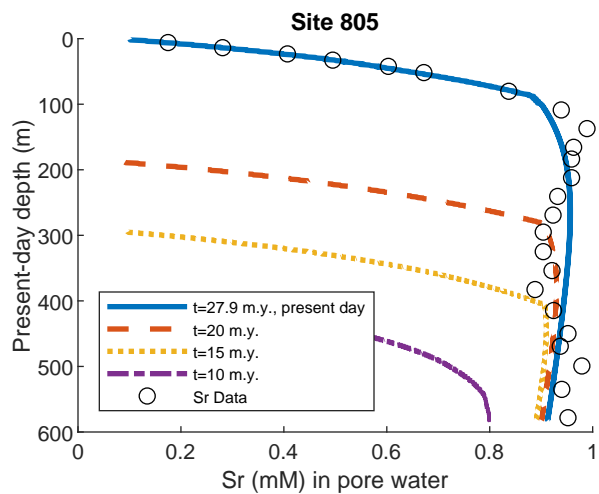 Site 805
Present-day depth (m)
0
100
200
300
400
500
600
t=27.9 m.y., present day
t=20 m.y.
t=15 m.y.
t=10 m.y.
Sr Data
0
0.2
0.4
0.6
0.8
1
Sr (mM) in pore water